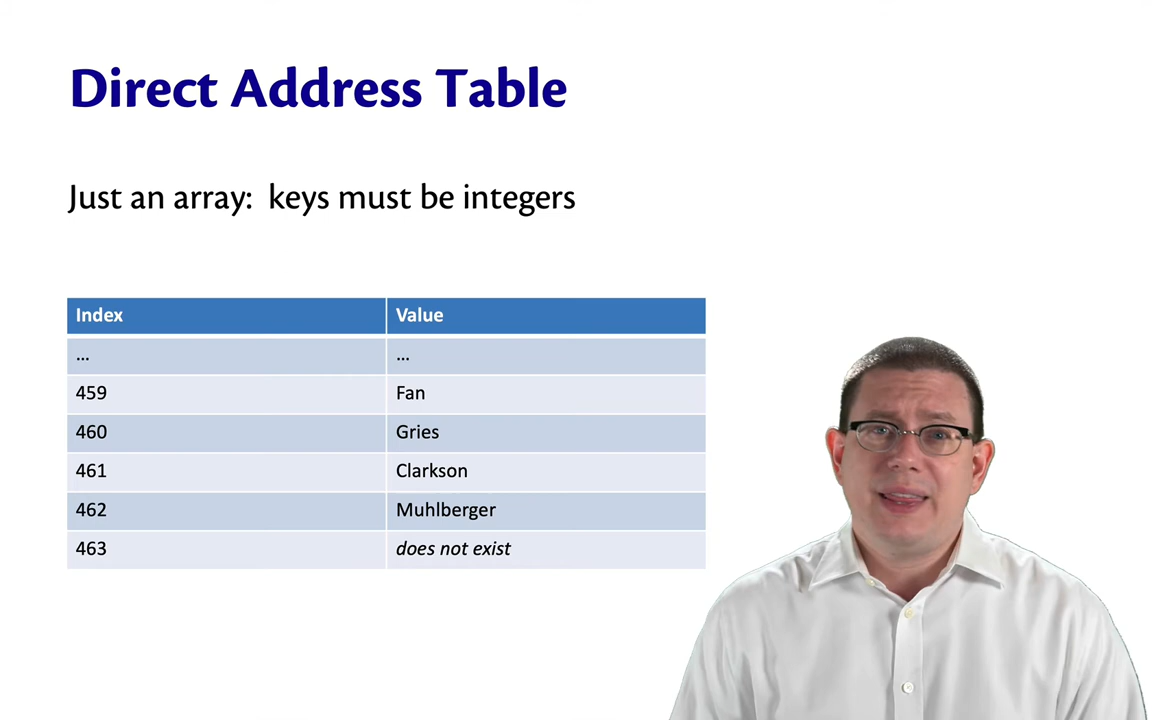 Direct Address Table
Just an array: keys must be integers
Index Value
... ...
459 Fan
460 Gries
461 Clarkson
462 Muhlberger
463 does not exist